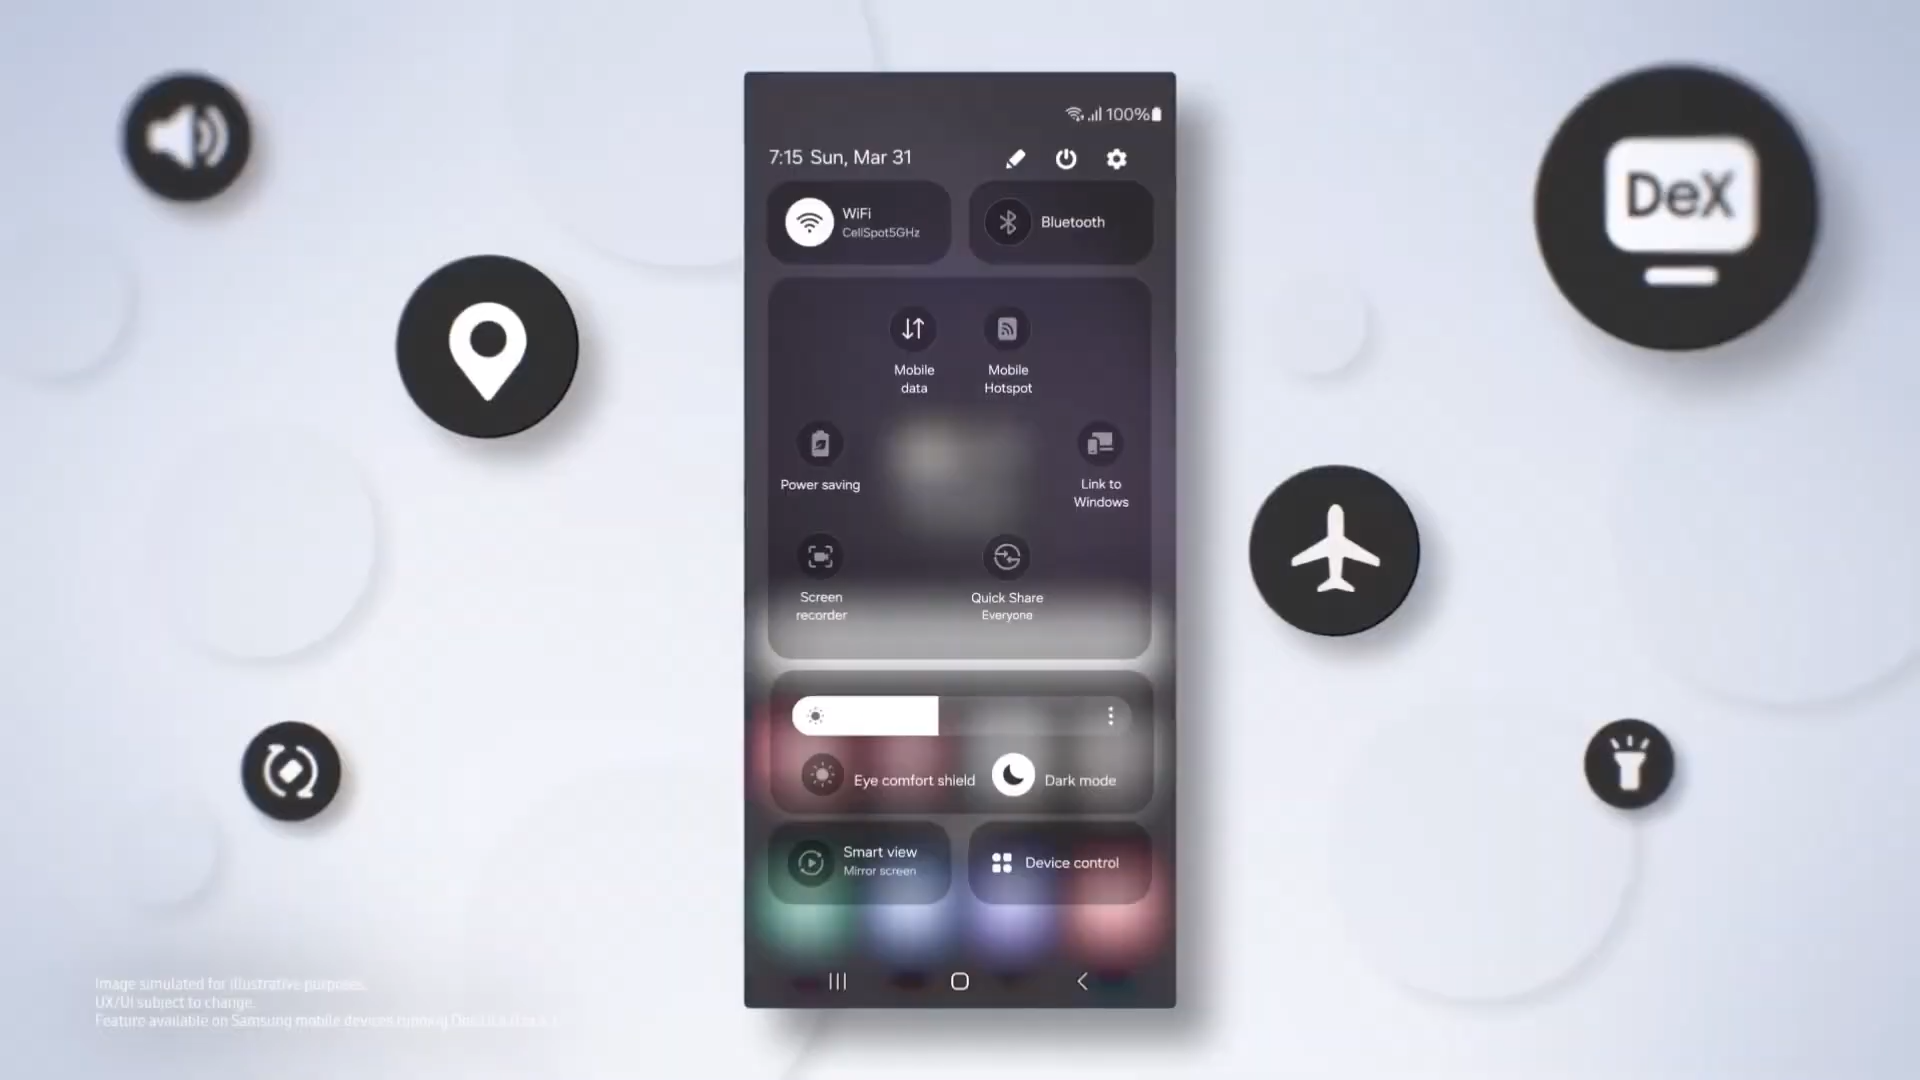 100%
7:15 Sun, Mar 31
WiFi
CellSpot5GHz
Bluetooth
Mobile
data
Mobile
Hotspot
Power saving
Link to
Windows
Screen
recorder
Quick Share
Everyone
Eye comfort shield
Dark mode
Smart view
Mirror screen
Device control
DeX
Image simulated for illustrative purposes.
UX/UI subject to change.
Feature available on Samsung mobile devices running